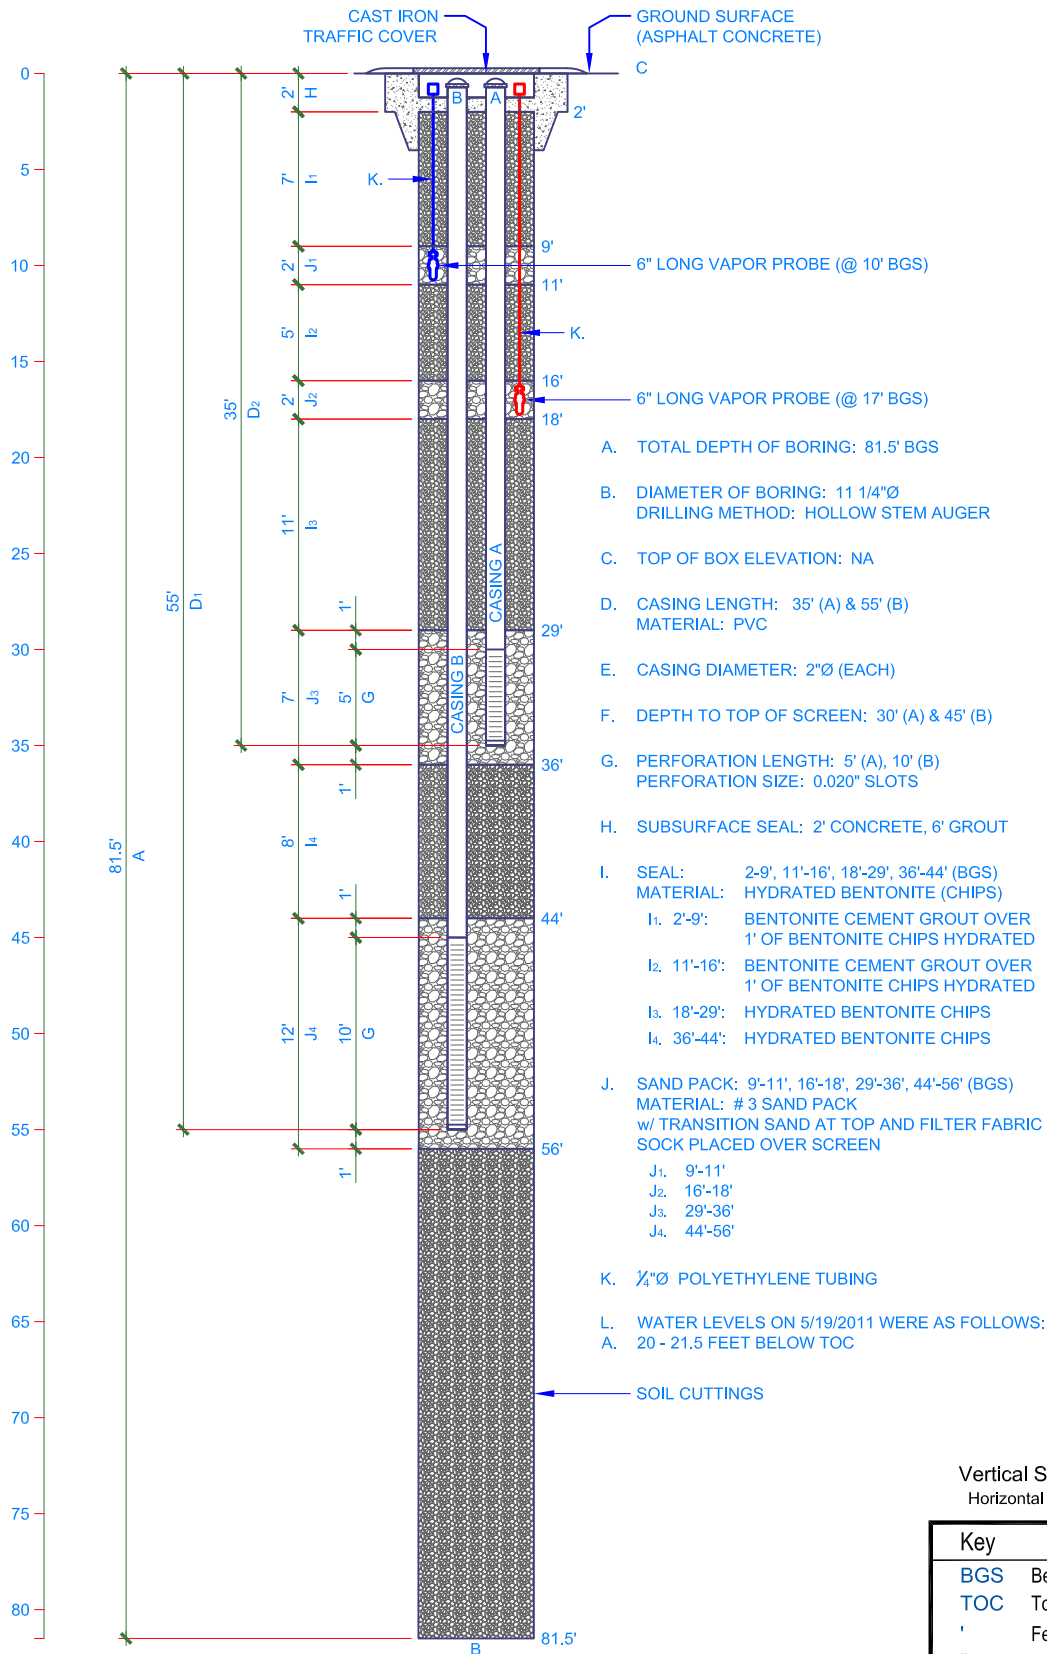 CAST IRON
TRAFFIC COVER
GROUND SURFACE
(ASPHALT CONCRETE)
C
0
5
10
15
20
25
30
35
40
45
50
55
60
65
70
75
80
81.5'
A
55'
D1
35'
D2
2'
H
7'
I1
2'
J1
5'
I2
2'
J2
11'
I3
7'
J3
8'
I4
12'
J4
1'
5'
G
1'
1'
10'
G
1'
B
A
K.
K.
CASING A
CASING B
2'
9'
11'
16'
18'
29'
36'
44'
56'
81.5'
B
6" LONG VAPOR PROBE (@ 10' BGS)
6" LONG VAPOR PROBE (@ 17' BGS)
A. TOTAL DEPTH OF BORING: 81.5' BGS
B. DIAMETER OF BORING: 11 1/4"Ø
DRILLING METHOD: HOLLOW STEM AUGER
C. TOP OF BOX ELEVATION: NA
D. CASING LENGTH: 35' (A) & 55' (B)
MATERIAL: PVC
E. CASING DIAMETER: 2"Ø (EACH)
F. DEPTH TO TOP OF SCREEN: 30' (A) & 45' (B)
G. PERFORATION LENGTH: 5' (A), 10' (B)
PERFORATION SIZE: 0.020" SLOTS
H. SUBSURFACE SEAL: 2' CONCRETE, 6' GROUT
I. SEAL: 2-9', 11'-16', 18'-29', 36'-44' (BGS)
MATERIAL: HYDRATED BENTONITE (CHIPS)
I1. 2'-9': BENTONITE CEMENT GROUT OVER
1' OF BENTONITE CHIPS HYDRATED
I2. 11'-16': BENTONITE CEMENT GROUT OVER
1' OF BENTONITE CHIPS HYDRATED
I3. 18'-29': HYDRATED BENTONITE CHIPS
I4. 36'-44': HYDRATED BENTONITE CHIPS
J. SAND PACK: 9'-11', 16'-18', 29'-36', 44'-56' (BGS)
MATERIAL: # 3 SAND PACK
w/ TRANSITION SAND AT TOP AND FILTER FABRIC
SOCK PLACED OVER SCREEN
J1. 9'-11'
J2. 16'-18'
J3. 29'-36'
J4. 44'-56'
K. ¼"Ø POLYETHYLENE TUBING
L. WATER LEVELS ON 5/19/2011 WERE AS FOLLOWS:
A. 20 - 21.5 FEET BELOW TOC
SOIL CUTTINGS
Vertical S
Horizontal
Key
BGS Be
TOC To
' Fe